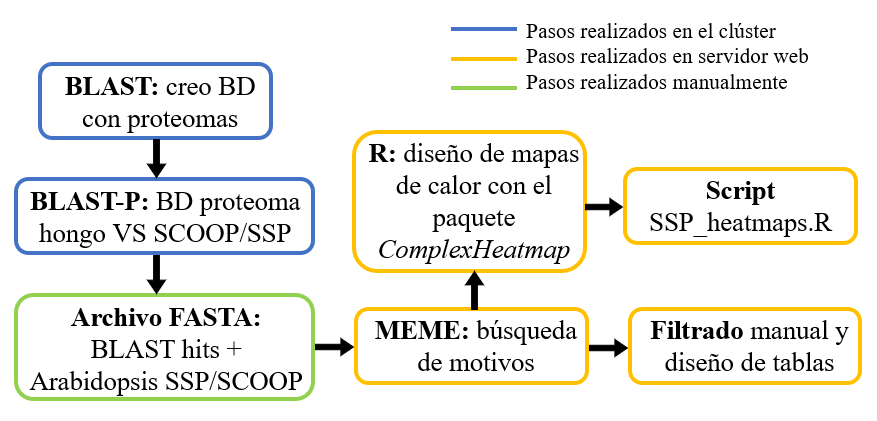 Pasos realizados en el clúster
Pasos realizados en servidor web
Pasos realizados manualmente
BLAST: creo BD
con proteomas
BLAST-P: BD proteoma
hongo VS SCOOP/SSP
Archivo FASTA:
BLAST hits +
Arabidopsis SSP/SCOOP
MEME: búsqueda
de motivos
R: diseño de mapas
de calor con el
paquete
ComplexHeatmap
Script
SSP_heatmaps.R
Filtrado manual y
diseño de tablas